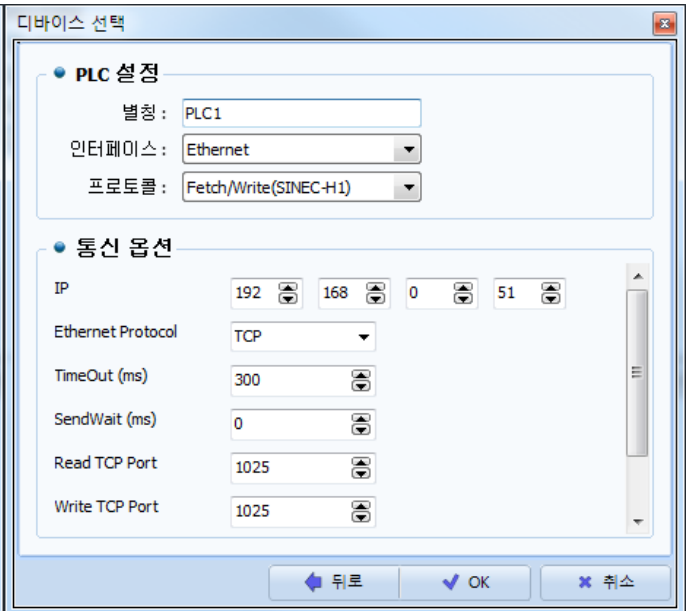 디바이스 선택
PLC 설정
별칭 : PLC1
인터페이스 : Ethernet
프로토콜 : Fetch/Write(SINEC-H1)
통신 옵션
IP 192 168 0 51
Ethernet Protocol TCP
TimeOut (ms) 300
SendWait (ms) 0
Read TCP Port 1025
Write TCP Port 1025
뒤로 OK 취소